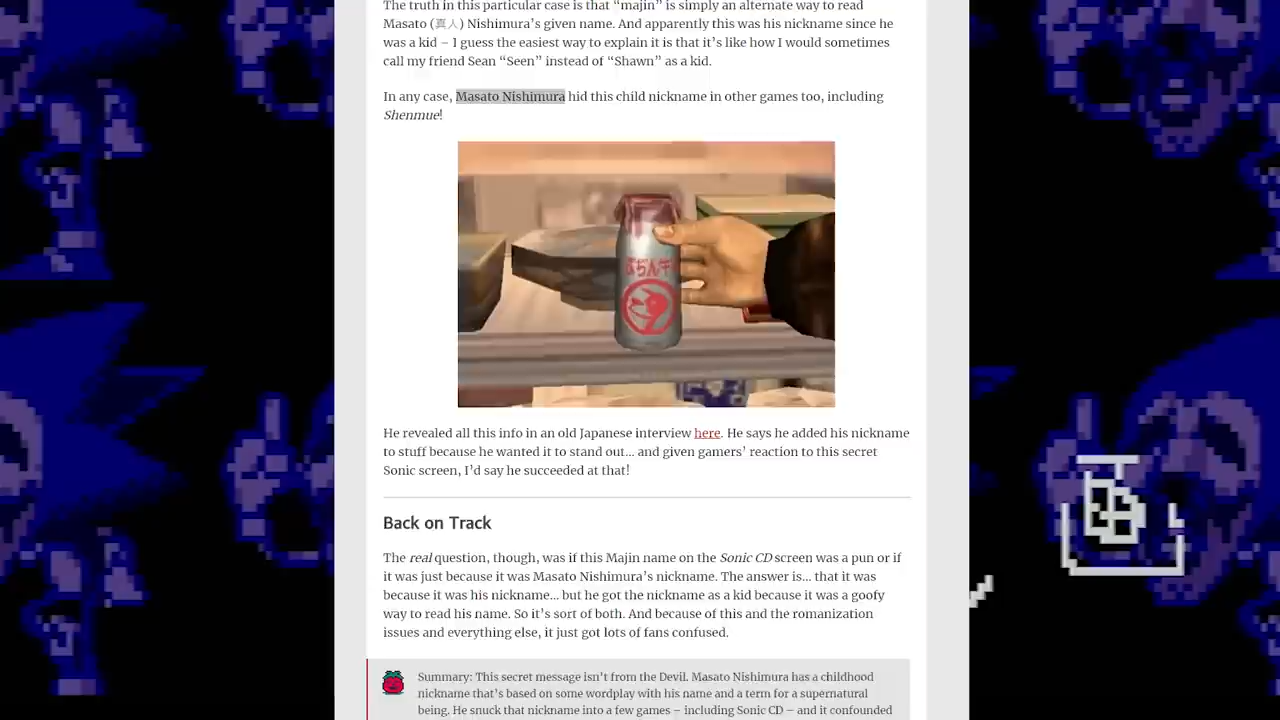 The truth in this particular case is that “majin” is simply an alternate way to read
Masato (真人) Nishimura’s given name. And apparently this was his nickname since he
was a kid – I guess the easiest way to explain it is that it’s like how I would sometimes
call my friend Sean “Seen” instead of “Shawn” as a kid.
In any case, Masato Nishimura hid this child nickname in other games too, including
Shenmue!
He revealed all this info in an old Japanese interview here. He says he added his nickname
to stuff because he wanted it to stand out… and given gamers’ reaction to this secret
Sonic screen, I’d say he succeeded at that!
Back on Track
The real question, though, was if this Majin name on the Sonic CD screen was a pun or if
it was just because it was Masato Nishimura’s nickname. The answer is… that it was
because it was his nickname… but he got the nickname as a kid because it was a goofy
way to read his name. So it’s sort of both. And because of this and the romanization
issues and everything else, it just got lots of fans confused.
Summary: This secret message isn’t from the Devil. Masato Nishimura has a childhood
nickname that’s based on some wordplay with his name and a term for a supernatural
being. He snuck that nickname into a few games – including Sonic CD – and it confounded